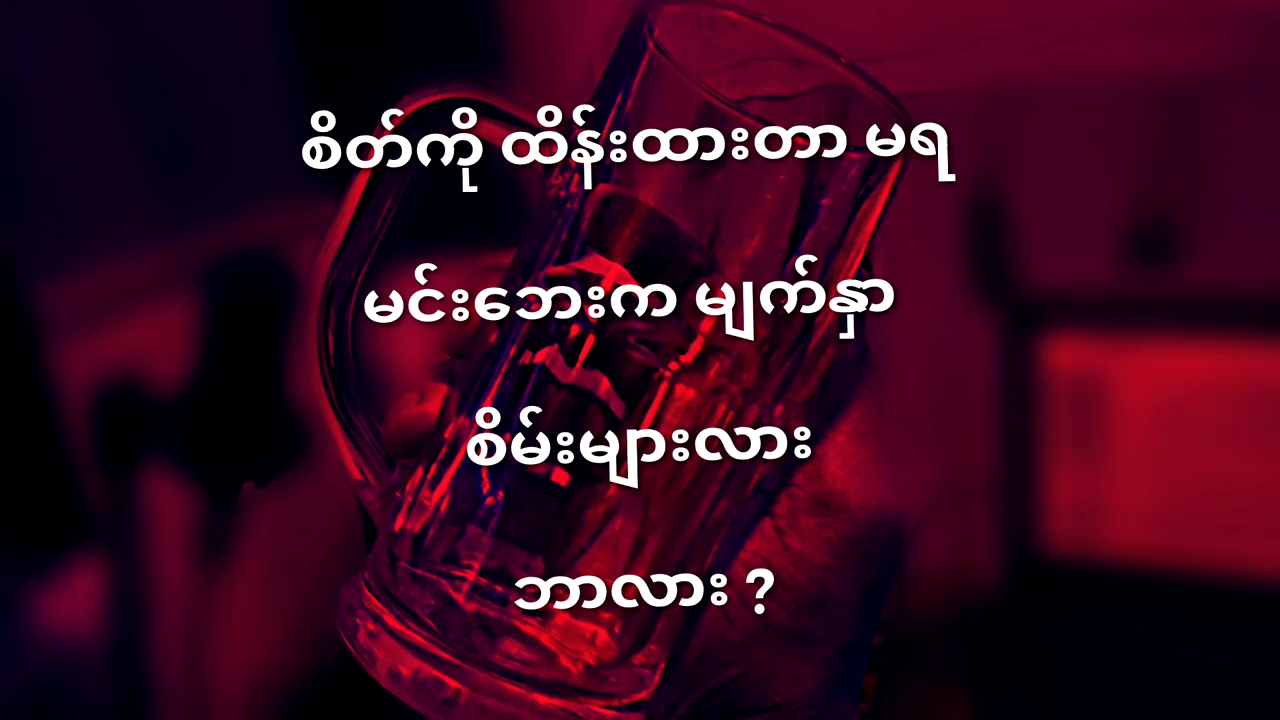 စိတ်ကို ထိန်းထားတာ မရ
မင်းဘေးက မျက်နှာ
စိမ်းများလား
ဘာလား ?